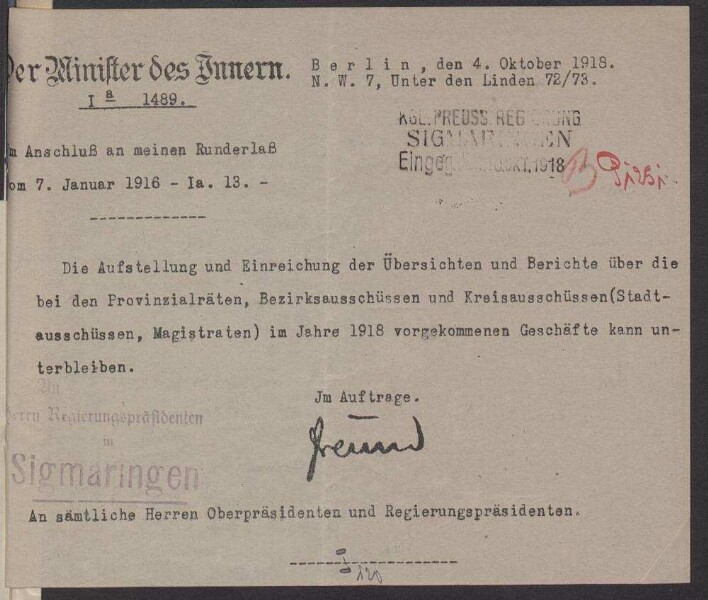 Der Minister des Innern.
Ia 1489.
Berlin, den 4. Oktober 1918.
N. W. 7, Unter den Linden 72/73.
KGL. PREUSS. REGIERUNG
SIGMARINGEN
Eingeg. OKT. 1918
m Anschluß an meinen Runderlaß
om 7. Januar 1916 - Ia. 13. -
Die Aufstellung und Einreichung der Übersichten und Berichte über die
bei den Provinzialräten, Bezirksausschüssen und Kreisausschüssen(Stadt-
ausschüssen, Magistraten) im Jahre 1918 vorgekommenen Geschäfte kann un-
terbleiben.
Jm Auftrage.
Freund
An
Herrn Regierungspräsidenten
in
Sigmaringen
An sämtliche Herren Oberpräsidenten und Regierungspräsidenten.